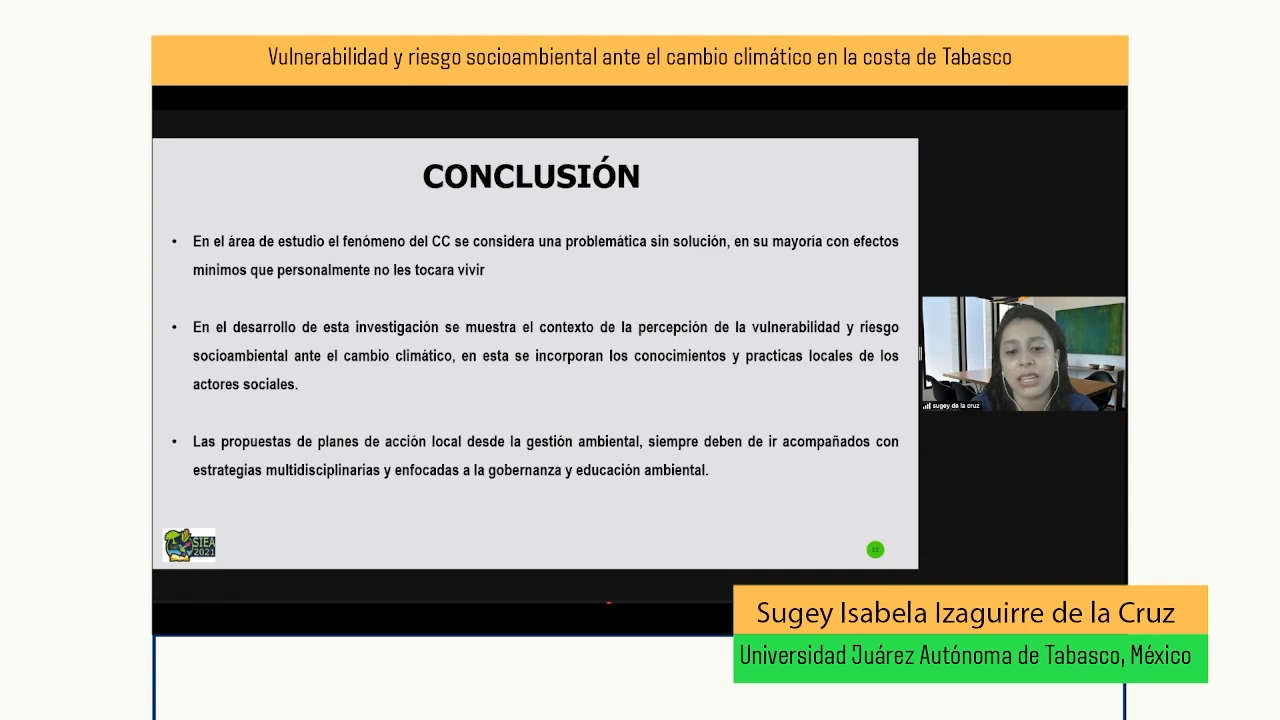 Vulnerabilidad y riesgo socioambiental ante el cambio climático en la costa de Tabasco
CONCLUSIÓN
• En el área de estudio el fenómeno del CC se considera una problemática sin solución, en su mayoría con efectos
mínimos que personalmente no les tocara vivir
• En el desarrollo de esta investigación se muestra el contexto de la percepción de la vulnerabilidad y riesgo
socioambiental ante el cambio climático, en esta se incorporan los conocimientos y practicas locales de los
actores sociales.
• Las propuestas de planes de acción local desde la gestión ambiental, siempre deben de ir acompañados con
estrategias multidisciplinarias y enfocadas a la gobernanza y educación ambiental.
sugey de la cruz
SIEA
2021
22
Sugey Isabela Izaguirre de la Cruz
Universidad Juárez Autónoma de Tabasco, México